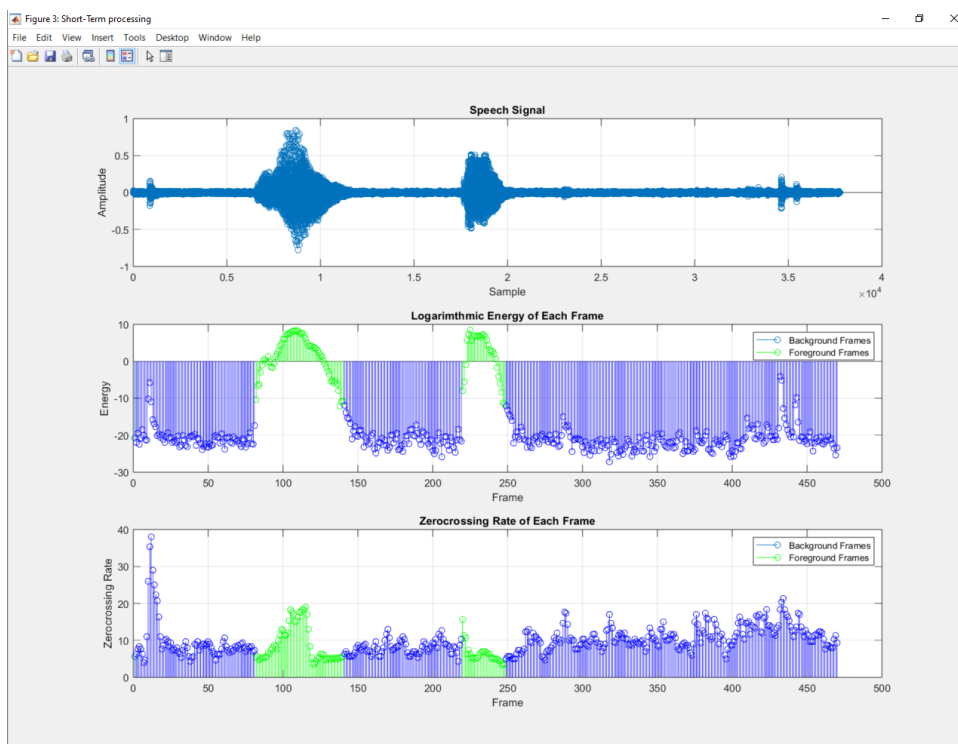 Figure 3: Short-Term processing
File Edit View Insert Tools Desktop Window Help
Speech Signal
1
0.5
0
-0.5
-1
Amplitude
0 0.5 1 1.5 2 2.5 3 3.5 4
Sample
×10^4
Logarimthmic Energy of Each Frame
10
0
-10
-20
-30
Energy
Background Frames
Foreground Frames
0 50 100 150 200 250 300 350 400 450 500
Frame
Zerocrossing Rate of Each Frame
40
30
20
10
0
Zerocrossing Rate
Background Frames
Foreground Frames
0 50 100 150 200 250 300 350 400 450 500
Frame